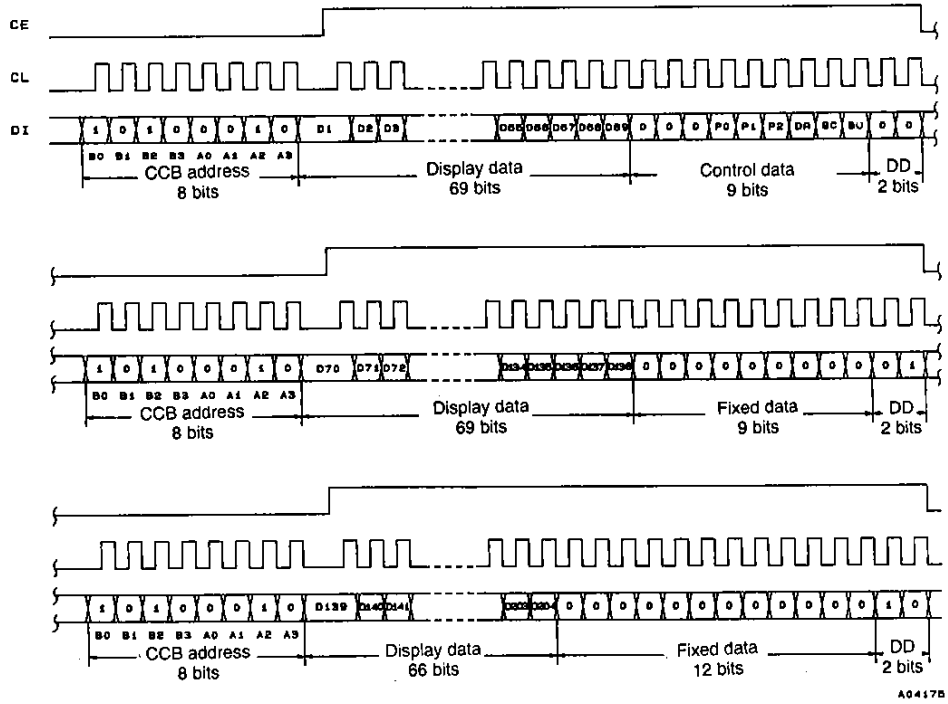 CE
CL
DI
1 0 1 0 0 0 1 0 D1 D2 D3 D65 D66 D67 D68 D69 0 0 0 P0 P1 P2 DR SC BU 0 0
B0 B1 B2 B3 A0 A1 A2 A3
CCB address Display data Control data DD
8 bits 69 bits 9 bits 2 bits
1 0 1 0 0 0 1 0 D70 D71 D72 D134 D135 D136 D137 D138 0 0 0 0 0 0 0 0 0 0 1
B0 B1 B2 B3 A0 A1 A2 A3
CCB address Display data Fixed data DD
8 bits 69 bits 9 bits 2 bits
1 0 1 0 0 0 1 0 D139 D140 D141 D203 D204 0 0 0 0 0 0 0 0 0 0 0 0 1 0
B0 B1 B2 B3 A0 A1 A2 A3
CCB address Display data Fixed data DD
8 bits 66 bits 12 bits 2 bits
A04175